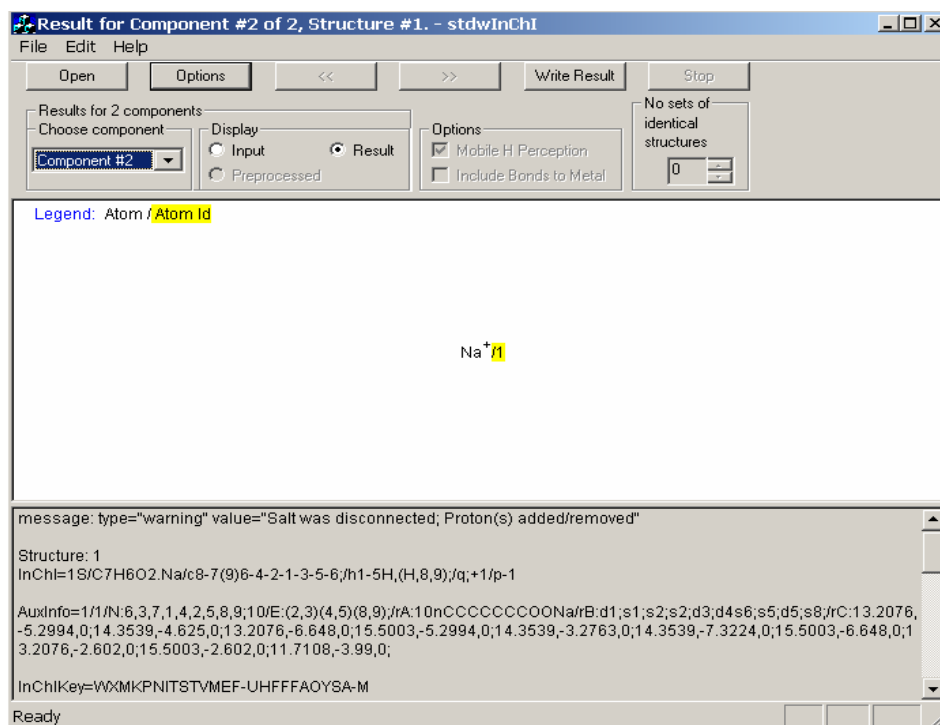 Result for Component #2 of 2, Structure #1. - stdwInChI
File Edit Help
Open Options << >> Write Result Stop
Results for 2 components
Choose component
Component #2
Display
Input Result
Preprocessed
Options
Mobile H Perception
Include Bonds to Metal
No sets of
identical
structures
0
Legend: Atom / Atom Id
Na+/1
message: type="warning" value="Salt was disconnected; Proton(s) added/removed"
Structure: 1
InChI=1S/C7H6O2.Na/c8-7(9)6-4-2-1-3-5-6;/h1-5H,(H,8,9);/q;+1/p-1
AuxInfo=1/1/N:6,3,7,1,4,2,5,8,9;10/E:(2,3)(4,5)(8,9);/rA:10nCCCCCCCOONa/rB:d1;s1;s2;s2;d3;d4s6;s5;d5;s8;/rC:13.2076,
-5.2994,0;14.3539,-4.625,0;13.2076,-6.648,0;15.5003,-5.2994,0;14.3539,-3.2763,0;14.3539,-7.3224,0;15.5003,-6.648,0;1
3.2076,-2.602,0;15.5003,-2.602,0;11.7108,-3.99,0;
InChIKey=WXMKPNITSTVMEF-UHFFFAOYSA-M
Ready